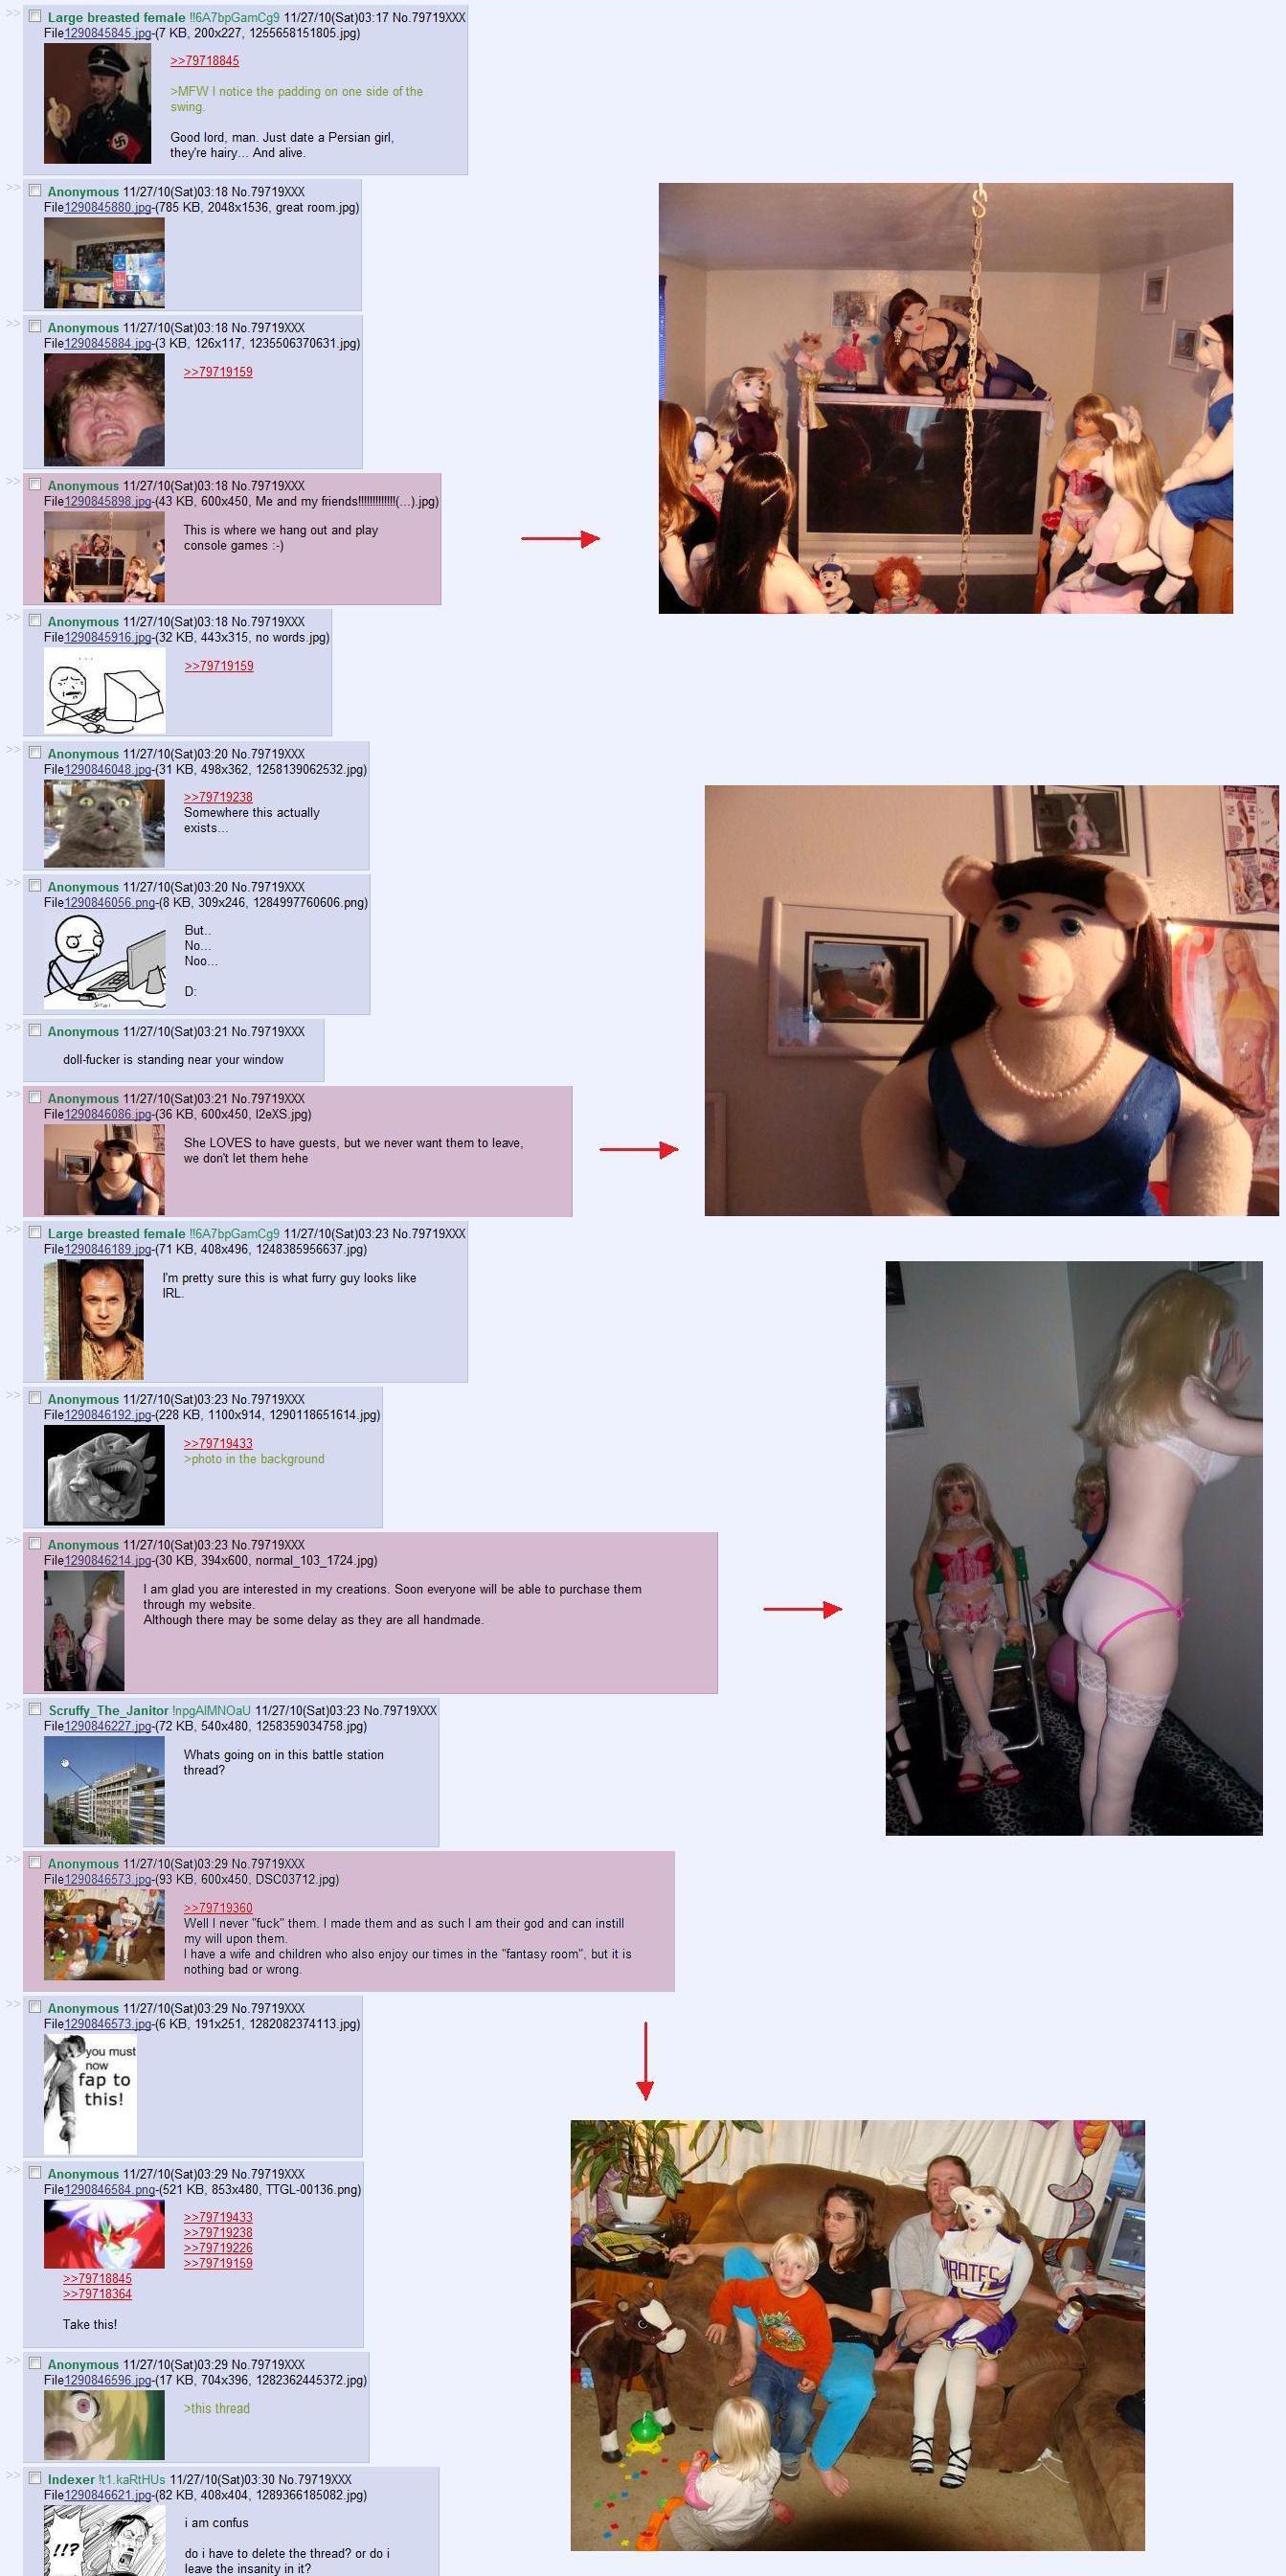 >> Large breasted female !!6A7bpGamCg9 11/27/10(Sat)03:17 No.79719XXX
File1290845845.jpg-(7 KB, 200x227, 1255658151805.jpg)
>>79718845
>MFW I notice the padding on one side of the
swing.
Good lord, man. Just date a Persian girl,
they're hairy... And alive.
>> Anonymous 11/27/10(Sat)03:18 No.79719XXX
File1290845880.jpg-(785 KB, 2048x1536, great room.jpg)
>> Anonymous 11/27/10(Sat)03:18 No.79719XXX
File1290845884.jpg-(3 KB, 126x117, 1235506370631.jpg)
>>79719159
>> Anonymous 11/27/10(Sat)03:18 No.79719XXX
File1290845898.jpg-(43 KB, 600x450, Me and my friends!!!!!!!!!!!!!(...).jpg)
This is where we hang out and play
console games :-)
>> Anonymous 11/27/10(Sat)03:18 No.79719XXX
File1290845916.jpg-(32 KB, 443x315, no words.jpg)
...
>>79719159
>> Anonymous 11/27/10(Sat)03:20 No.79719XXX
File1290846048.jpg-(31 KB, 498x362, 1258139062532.jpg)
>>79719238
Somewhere this actually
exists...
>> Anonymous 11/27/10(Sat)03:20 No.79719XXX
File1290846056.png-(8 KB, 309x246, 1284997760606.png)
But..
No...
Noo...
D:
>> Anonymous 11/27/10(Sat)03:21 No.79719XXX
doll-fucker is standing near your window
>> Anonymous 11/27/10(Sat)03:21 No.79719XXX
File1290846086.jpg-(36 KB, 600x450, l2eXS.jpg)
She LOVES to have guests, but we never want them to leave,
we don't let them hehe
>> Large breasted female !!6A7bpGamCg9 11/27/10(Sat)03:23 No.79719XXX
File1290846189.jpg-(71 KB, 408x496, 1248385956637.jpg)
I'm pretty sure this is what furry guy looks like
IRL.
>> Anonymous 11/27/10(Sat)03:23 No.79719XXX
File1290846192.jpg-(228 KB, 1100x914, 1290118651614.jpg)
>>79719433
>photo in the background
>> Anonymous 11/27/10(Sat)03:23 No.79719XXX
File1290846214.jpg-(30 KB, 394x600, normal_103_1724.jpg)
I am glad you are interested in my creations. Soon everyone will be able to purchase them
through my website.
Although there may be some delay as they are all handmade.
>> Scruffy_The_Janitor !npgAIMNOaU 11/27/10(Sat)03:23 No.79719XXX
File1290846227.jpg-(72 KB, 540x480, 1258359034758.jpg)
Whats going on in this battle station
thread?
>> Anonymous 11/27/10(Sat)03:29 No.79719XXX
File1290846573.jpg-(93 KB, 600x450, DSC03712.jpg)
>>79719360
Well I never "fuck" them. I made them and as such I am their god and can instill
my will upon them.
I have a wife and children who also enjoy our times in the "fantasy room", but it is
nothing bad or wrong.
>> Anonymous 11/27/10(Sat)03:29 No.79719XXX
File1290846573.jpg-(6 KB, 191x251, 1282082374113.jpg)
you must
now
fap to
this!
>> Anonymous 11/27/10(Sat)03:29 No.79719XXX
File1290846584.png-(521 KB, 853x480, TTGL-00136.png)
>>79719433
>>79719238
>>79719226
>>79719159
>>79718845
>>79718364
Take this!
PIRATES
>> Anonymous 11/27/10(Sat)03:29 No.79719XXX
File1290846596.jpg-(17 KB, 704x396, 1282362445372.jpg)
>this thread
>> Indexer !t1.kaRtHUs 11/27/10(Sat)03:30 No.79719XXX
File1290846621.jpg-(82 KB, 408x404, 1289366185082.jpg)
!!?
i am confus
do i have to delete the thread? or do i
leave the insanity in it?